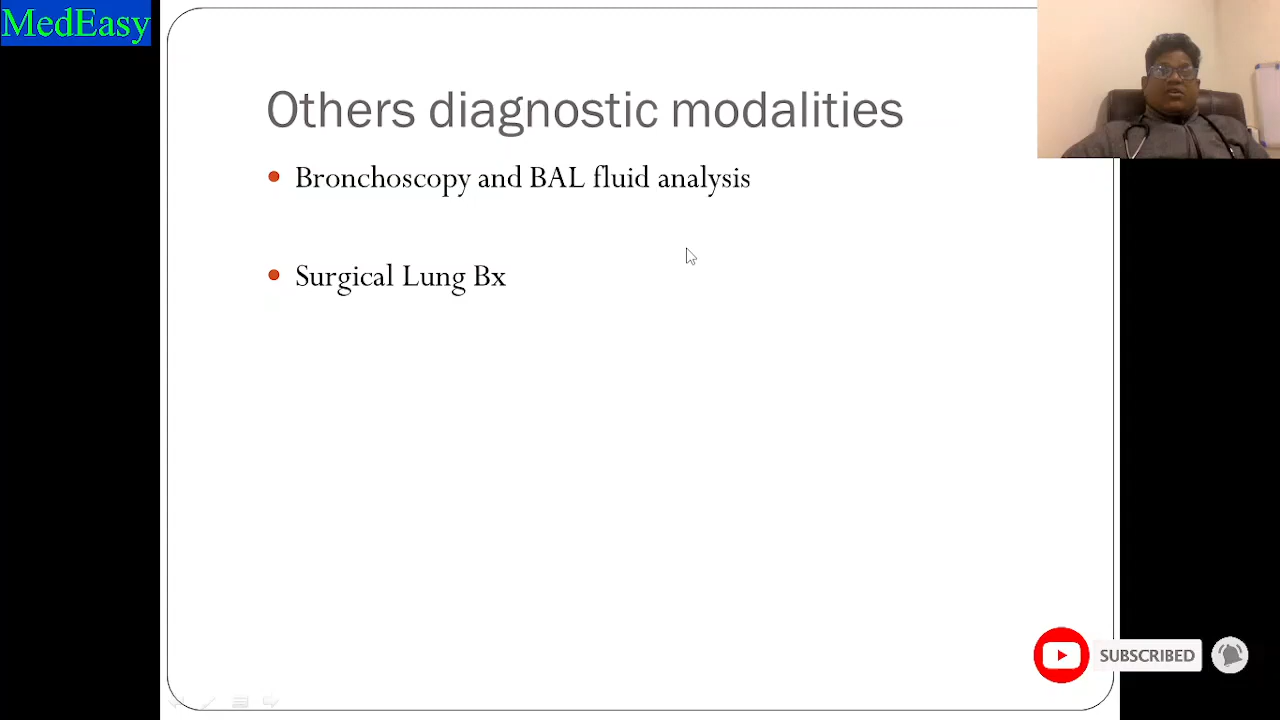 MedEasy
Others diagnostic modalities
Bronchoscopy and BAL fluid analysis
Surgical Lung Bx
SUBSCRIBED